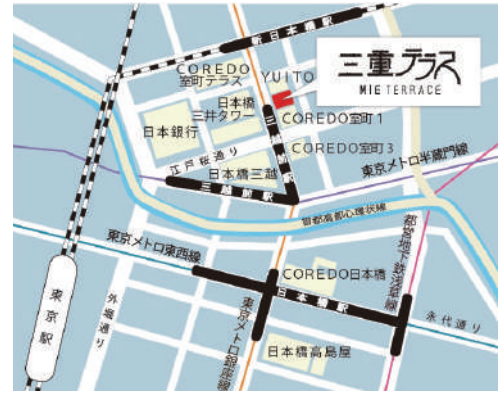 新日本橋駅
三重テラス
MIE TERRACE
COREDO
室町テラス
YUITO
日本橋
三井タワー
COREDO室町1
日本銀行
三越前駅
COREDO室町3
江戸桜通り
東京メトロ半蔵門線
日本橋三越
三越前駅
首都高都心環状線
東京メトロ東西線
都営地下鉄浅草線
COREDO日本橋
東京駅
外堀通り
日本橋駅
永代通り
東京メトロ銀座線
日本橋高島屋